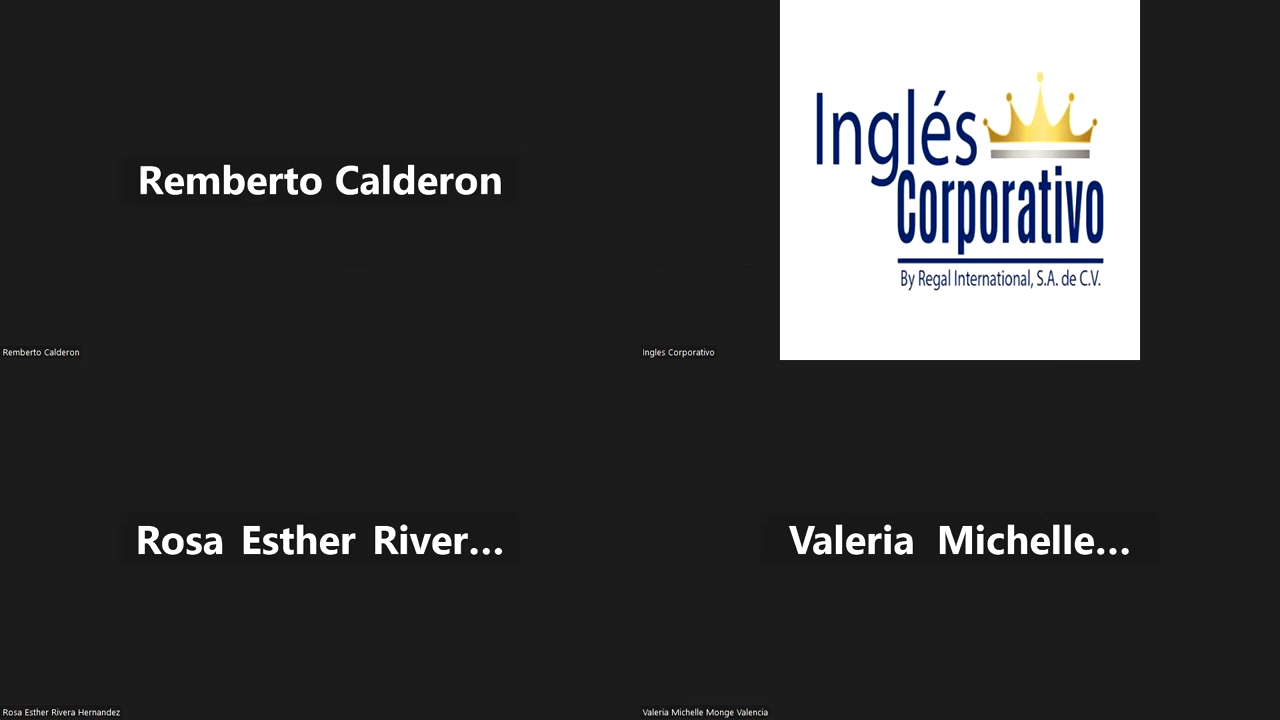 Remberto Calderon
Remberto Calderon
Inglés
Corporativo
By Regal International, S.A. de C.V.
Ingles Corporativo
Rosa Esther River...
Rosa Esther Rivera Hernandez
Valeria Michelle...
Valeria Michelle Monge Valencia